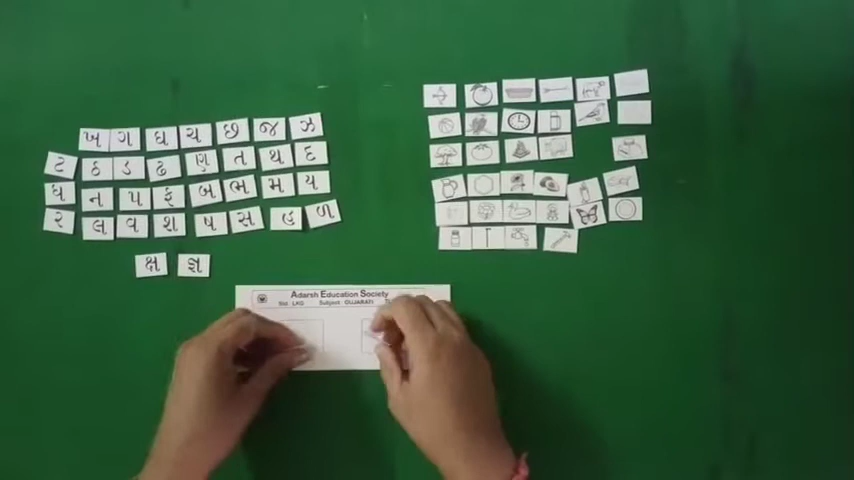 ખ ગ ઘ ચ છ જ ઝ
ટ ઠ ડ ઢ ણ ત થ દ
ધ ન પ ફ બ ભ મ ય
ર લ વ શ ષ સ હ ળ
ક્ષ જ્ઞ
Adarsh Education Society
Std LKG Subject GUJARATI